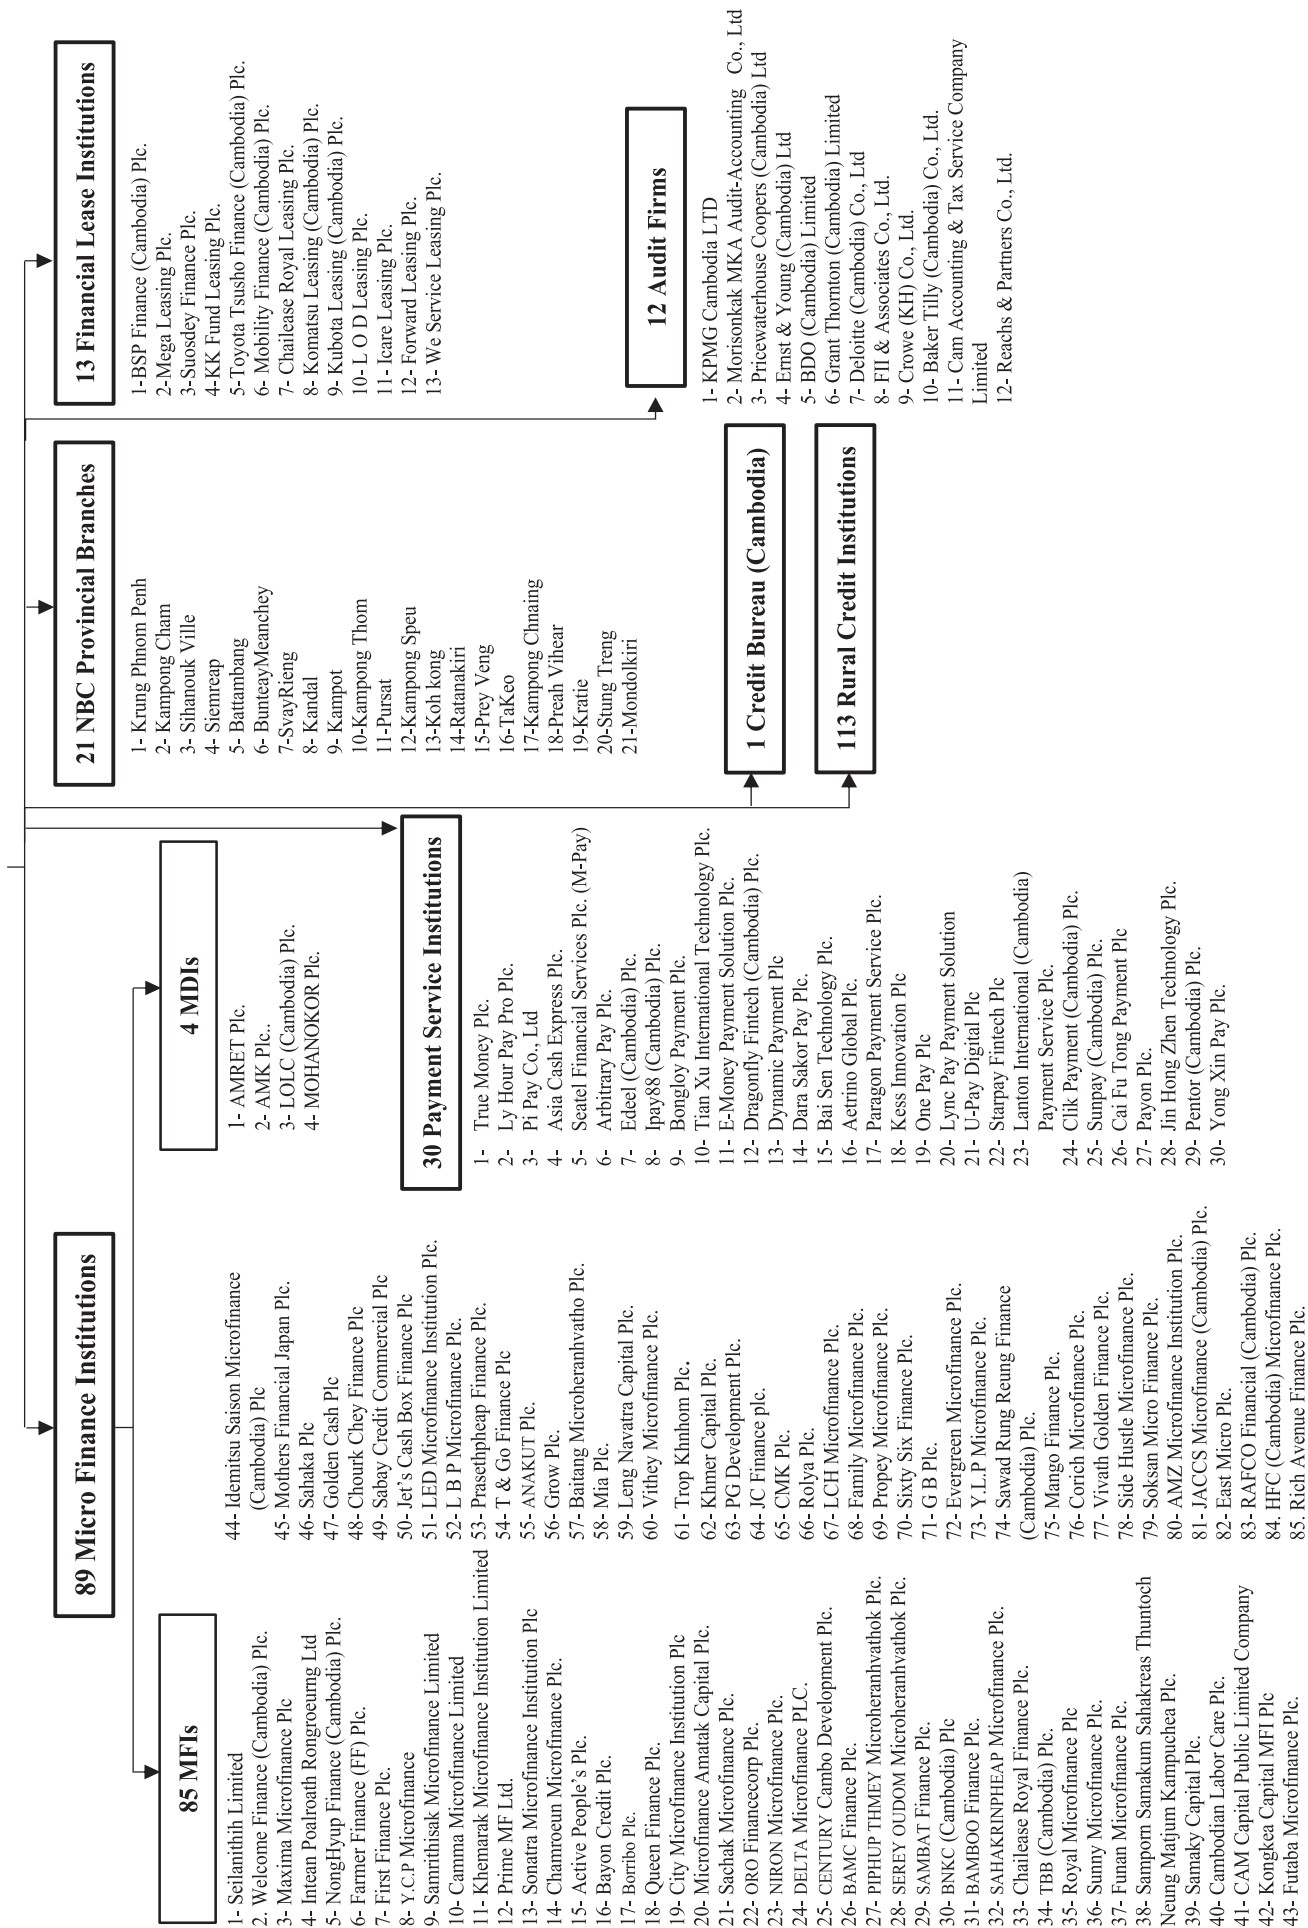 89 Micro Finance Institutions
85 MFIs
1- Seilanithih Limited
2. Welcome Finance (Cambodia) Plc.
3- Maxima Microfinance Plc
4- Intean Poalroath Rongroeurng Ltd
5- NongHyup Finance (Cambodia) Plc.
6- Farmer Finance (FF) Plc.
7- First Finance Plc.
8- Y.C.P Microfinance
9- Samrithisak Microfinance Limited
10- Camma Microfinance Limited
11- Khemarak Microfinance Institution Limited
12- Prime MF Ltd.
13- Sonatra Microfinance Institution Plc
14- Chamroeun Microfinance Plc.
15- Active People's Plc.
16- Bayon Credit Plc.
17- Borribo Plc.
18- Queen Finance Plc.
19- City Microfinance Institution Plc
20- Microfinance Amatak Capital Plc.
21- Sachak Microfinance Plc.
22- ORO Financecorp Plc.
23- NIRON Microfinance Plc.
24- DELTA Microfinance PLC.
25- CENTURY Cambo Development Plc.
26- BAMC Finance Plc.
27- PIPHUP THMEY Microheranhvathok Plc.
28- SEREY OUDOM Microheranhvathok Plc.
29- SAMBAT Finance Plc.
30- BNKC (Cambodia) Plc
31- BAMBOO Finance Plc.
32- SAHAKRINPHEAP Microfinance Plc.
33- Chailease Royal Finance Plc.
34- TBB (Cambodia) Plc.
35- Royal Microfinance Plc
36- Sunny Microfinance Plc.
37- Funan Microfinance Plc.
38- Samporn Samakum Sahakreas Thuntoch
Neung Matjum Kampuchea Plc.
39- Samaky Capital Plc.
40- Cambodian Labor Care Plc.
41- CAM Capital Public Limited Company
42- Kongkea Capital MFI Plc
43- Futaba Microfinance Plc.
44- Idemitsu Saison Microfinance
(Cambodia) Plc
45- Mothers Financial Japan Plc.
46- Sahaka Plc
47- Golden Cash Plc
48- Chourk Chey Finance Plc
49- Sabay Credit Commercial Plc
50- Jet's Cash Box Finance Plc
51- LED Microfinance Institution Plc.
52- L B P Microfinance Plc.
53- Prasethpheap Finance Plc.
54- T & Go Finance Plc
55- ANAKUT Plc.
56- Grow Plc.
57- Baitang Microheranhvatho Plc.
58- Mia Plc.
59- Leng Navatra Capital Plc.
60- Vithey Microfinance Plc.
61- Trop Khnhom Plc.
62- Khmer Capital Plc.
63- PG Development Plc.
64- JC Finance plc.
65- CMK Plc.
66- Rolya Plc.
67- LCH Microfinance Plc.
68- Family Microfinance Plc.
69- Propey Microfinance Plc.
70- Sixty Six Finance Plc.
71- G B Plc.
72- Evergreen Microfinance Plc.
73- Y.L.P Microfinance Plc.
74- Sawad Rung Reung Finance
(Cambodia) Plc.
75- Mango Finance Plc.
76- Corich Microfinance Plc.
77- Vivath Golden Finance Plc.
78- Side Hustle Microfinance Plc.
79- Soksan Micro Finance Plc.
80- AMZ Microfinance Institution Plc.
81- JACCS Microfinance (Cambodia) Plc.
82- East Micro Plc.
83- RAFCO Financial (Cambodia) Plc.
84. HFC (Cambodia) Microfinance Plc.
85. Rich Avenue Finance Plc.
4 MDIs
1- AMRET Plc.
2- AMK Plc..
3- LOLC (Cambodia) Plc.
4- MOHANOKOR Plc.
30 Payment Service Institutions
1- True Money Plc.
2- Ly Hour Pay Pro Plc.
3- Pi Pay Co., Ltd
4- Asia Cash Express Plc.
5- Seatel Financial Services Plc. (M-Pay)
6- Arbitrary Pay Plc.
7- Edeel (Cambodia) Plc.
8- Ipay88 (Cambodia) Plc.
9- Bongloy Payment Plc.
10- Tian Xu International Technology Plc.
11- E-Money Payment Solution Plc.
12- Dragonfly Fintech (Cambodia) Plc.
13- Dynamic Payment Plc
14- Dara Sakor Pay Plc.
15- Bai Sen Technology Plc.
16- Aetrino Global Plc.
17- Paragon Payment Service Plc.
18- Kess Innovation Plc
19- One Pay Plc
20- Lync Pay Payment Solution
21- U-Pay Digital Plc
22- Starpay Fintech Plc
23- Lanton International (Cambodia)
Payment Service Plc.
24- Clik Payment (Cambodia) Plc.
25- Sunpay (Cambodia) Plc.
26- Cai Fu Tong Payment Plc
27- Payon Plc.
28- Jin Hong Zhen Technology Plc.
29- Pentor (Cambodia) Plc.
30- Yong Xin Pay Plc.
21 NBC Provincial Branches
1- Krung Phnom Penh
2- Kampong Cham
3- Sihanouk Ville
4- Siemreap
5- Battambang
6- BunteayMeanchey
7-SvayRieng
8- Kandal
9- Kampot
10-Kampong Thom
11-Pursat
12-Kampong Speu
13-Koh kong
14-Ratanakiri
15-Prey Veng
16-TaKeo
17-Kampong Chnaing
18-Preah Vihear
19-Kratie
20-Stung Treng
21-Mondolkiri
1 Credit Bureau (Cambodia)
113 Rural Credit Institutions
13 Financial Lease Institutions
1-BSP Finance (Cambodia) Plc.
2-Mega Leasing Plc.
3-Suosdey Finance Plc.
4-KK Fund Leasing Plc.
5-Toyota Tsusho Finance (Cambodia) Plc.
6- Mobility Finance (Cambodia) Plc.
7- Chailease Royal Leasing Plc.
8- Komatsu Leasing (Cambodia) Plc.
9- Kubota Leasing (Cambodia) Plc.
10- L O D Leasing Plc.
11- Icare Leasing Plc.
12- Forward Leasing Plc.
13- We Service Leasing Plc.
12 Audit Firms
1- KPMG Cambodia LTD
2- Morisonkak MKA Audit-Accounting Co., Ltd
3- Pricewaterhouse Coopers (Cambodia) Ltd
4- Ernst & Young (Cambodia) Ltd
5- BDO (Cambodia) Limited
6- Grant Thornton (Cambodia) Limited
7- Deloitte (Cambodia) Co., Ltd
8- FII & Associates Co., Ltd.
9- Crowe (KH) Co., Ltd.
10- Baker Tilly (Cambodia) Co., Ltd.
11- Cam Accounting & Tax Service Company
Limited
12- Reachs & Partners Co., Ltd.